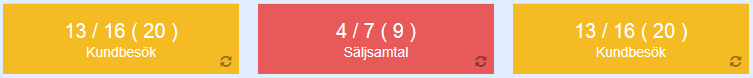 13 / 16 ( 20 )
Kundbesök
4 / 7 ( 9 )
Säljsamtal
13 / 16 ( 20 )
Kundbesök